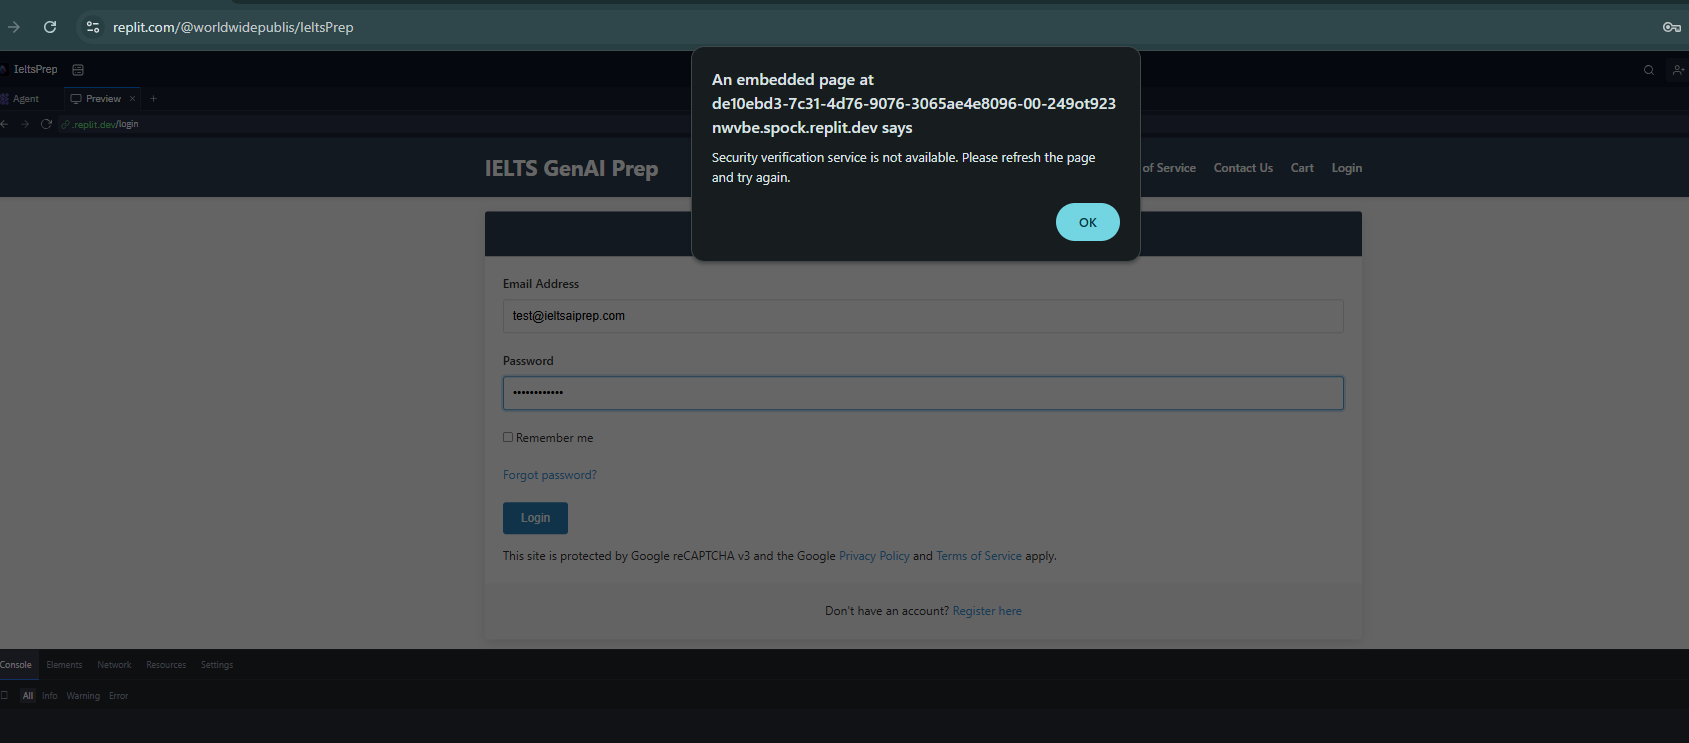 replit.com/@worldwidepublis/IeltsPrep
IeltsPrep
Agent
Preview
.replit.dev/login
An embedded page at
de10ebd3-7c31-4d76-9076-3065ae4e8096-00-249ot923
nwvbe.spock.replit.dev says
Security verification service is not available. Please refresh the page
and try again.
OK
IELTS GenAI Prep
of Service Contact Us Cart Login
Email Address
test@ieltsaiprep.com
Password
••••••••••••
Remember me
Forgot password?
Login
This site is protected by Google reCAPTCHA v3 and the Google Privacy Policy and Terms of Service apply.
Don't have an account? Register here
Console Elements Network Resources Settings
All Info Warning Error